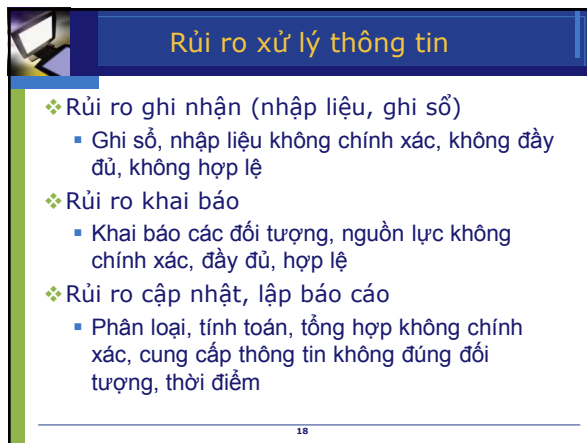 Rủi ro xử lý thông tin
Rủi ro ghi nhận (nhập liệu, ghi sổ)
Ghi sổ, nhập liệu không chính xác, không đầy
đủ, không hợp lệ
Rủi ro khai báo
Khai báo các đối tượng, nguồn lực không
chính xác, đầy đủ, hợp lệ
Rủi ro cập nhật, lập báo cáo
Phân loại, tính toán, tổng hợp không chính
xác, cung cấp thông tin không đúng đối
tượng, thời điểm
18